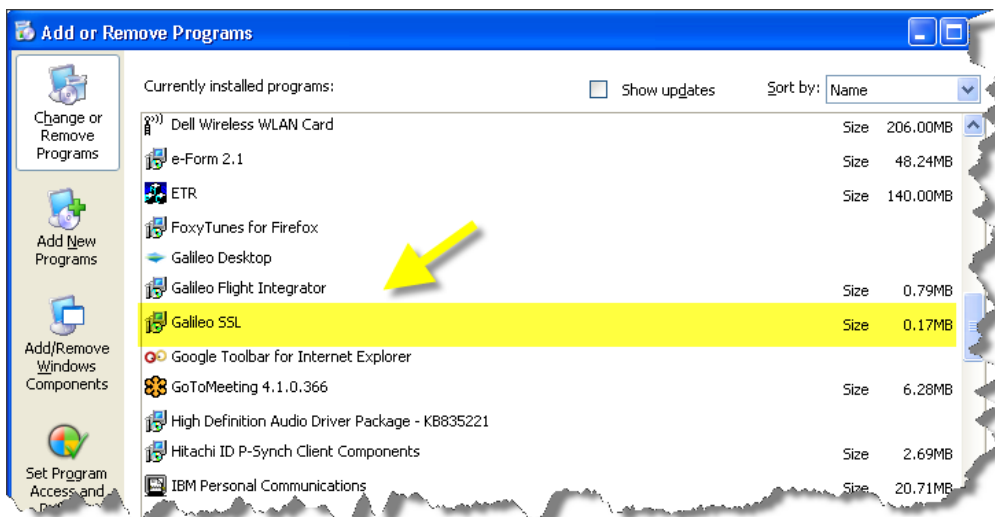 Add or Remove Programs
Change or
Remove
Programs
Add New
Programs
Add/Remove
Windows
Components
Set Program
Access and
Currently installed programs: Show updates Sort by: Name
Dell Wireless WLAN Card Size 206.00MB
e-Form 2.1 Size 48.24MB
ETR Size 140.00MB
FoxyTunes for Firefox
Galileo Desktop
Galileo Flight Integrator Size 0.79MB
Galileo SSL Size 0.17MB
Google Toolbar for Internet Explorer
GoToMeeting 4.1.0.366 Size 6.28MB
High Definition Audio Driver Package - KB835221
Hitachi ID P-Synch Client Components Size 2.69MB
IBM Personal Communications Size 20.71MB